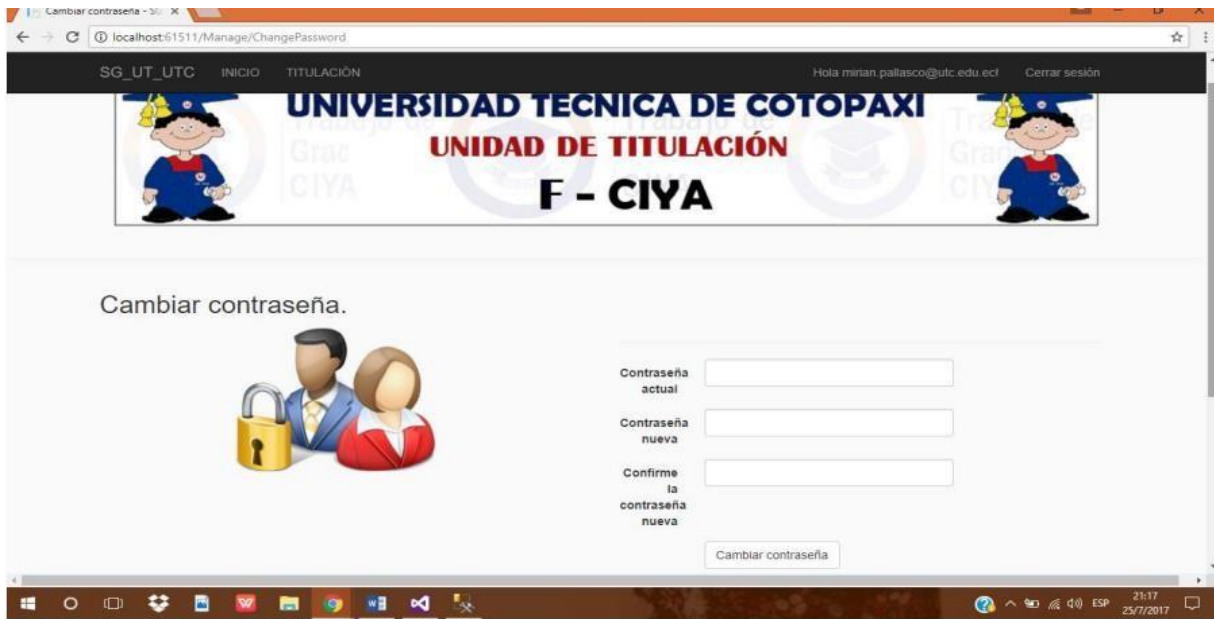 Cambiar contraseña - SG
localhost:61511/Manage/ChangePassword
SG_UT_UTC INICIO TITULACIÓN Hola mirian.pallasco@utc.edu.ec! Cerrar sesión
UNIVERSIDAD TECNICA DE COTOPAXI
UNIDAD DE TITULACIÓN
F - CIYA
Cambiar contraseña.
Contraseña
actual
Contraseña
nueva
Confirme
la
contraseña
nueva
Cambiar contraseña
ESP
21:17
25/7/2017